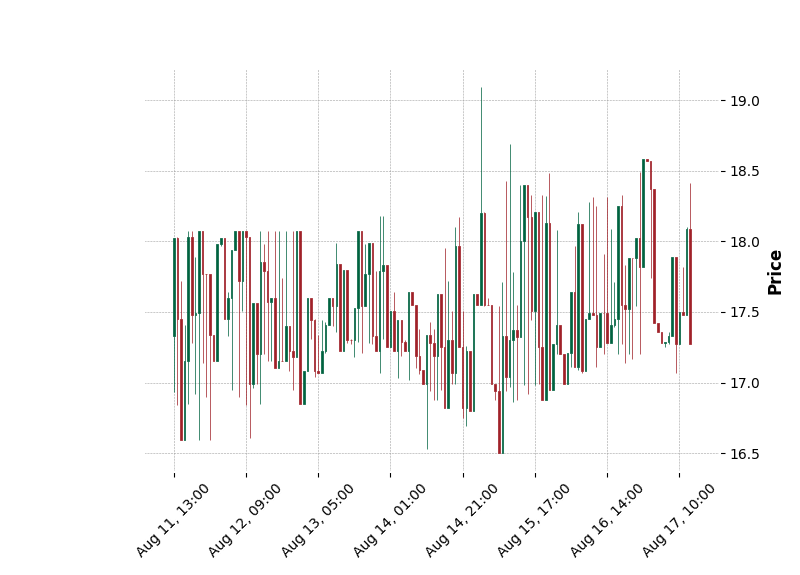 19.0
18.5
18.0
17.5
17.0
16.5
Price
Aug 11, 13:00
Aug 12, 09:00
Aug 13, 05:00
Aug 14, 01:00
Aug 14, 21:00
Aug 15, 17:00
Aug 16, 14:00
Aug 17, 10:00